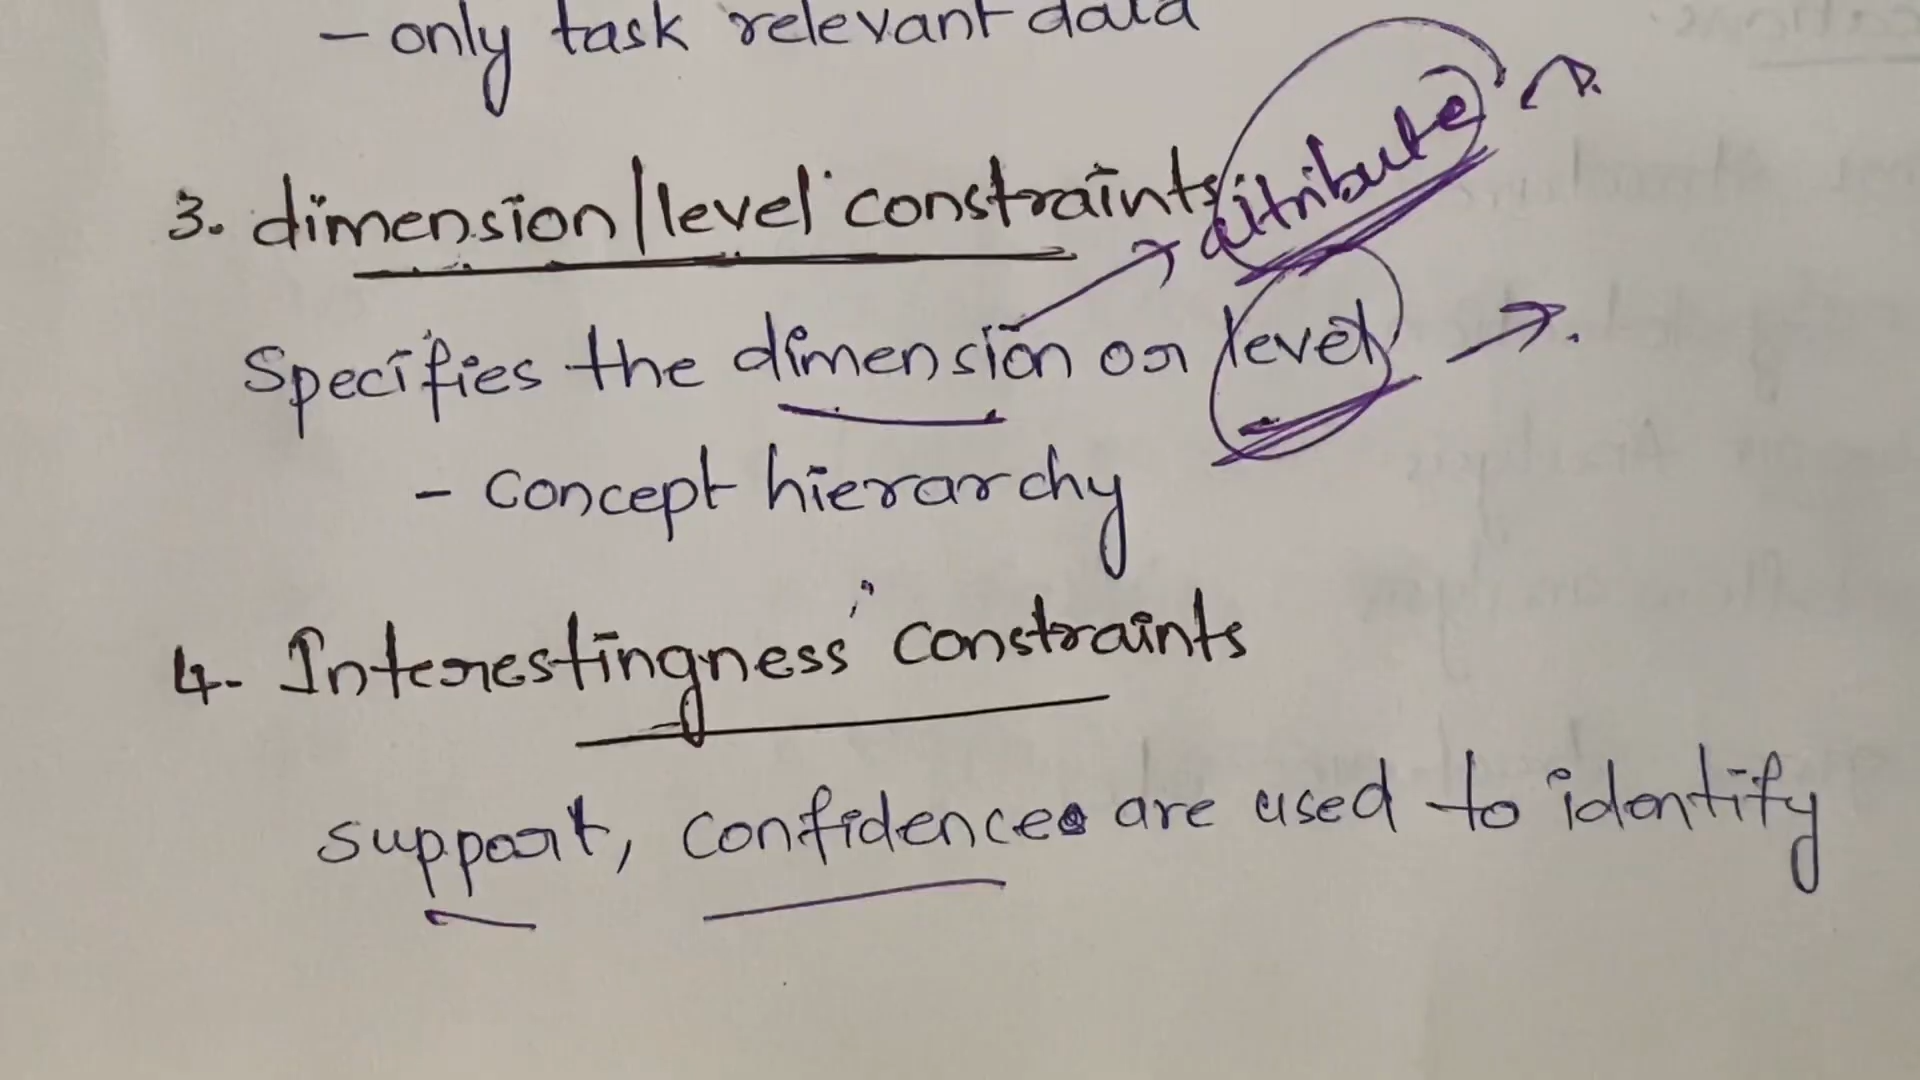 - only task relevant data
3. dimension/level constraints
attribute
Specifies the dimension or level
- concept hierarchy
4. Interestingness constraints
support, confidence are used to identify